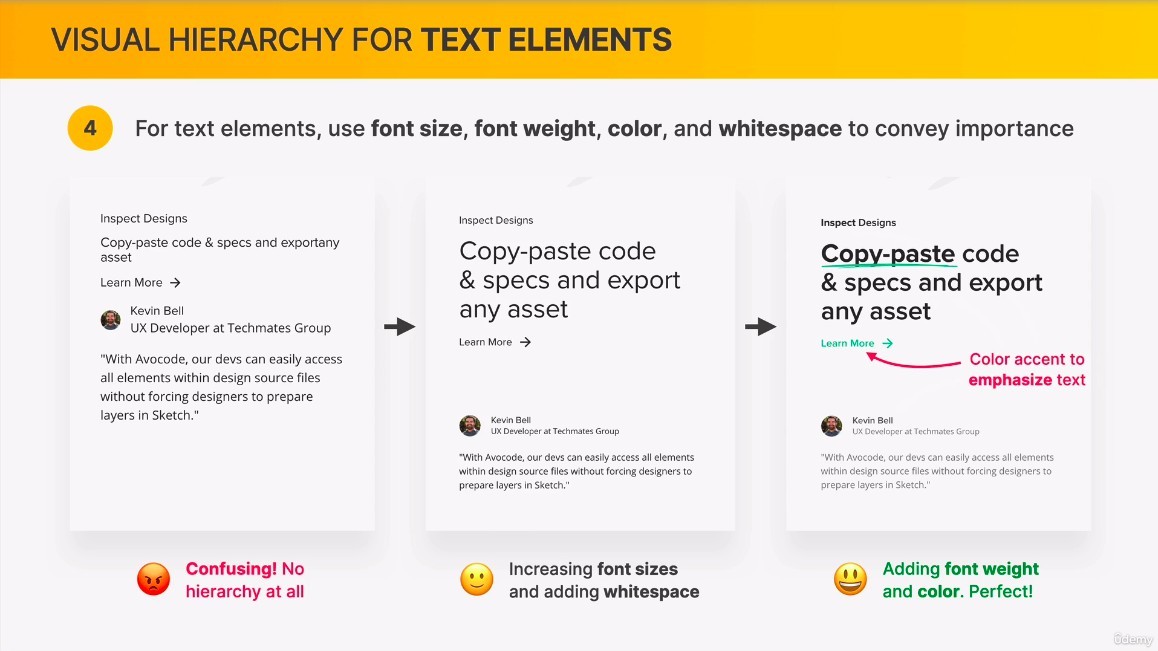 VISUAL HIERARCHY FOR TEXT ELEMENTS
4
For text elements, use font size, font weight, color, and whitespace to convey importance
Inspect Designs
Copy-paste code & specs and exportany
asset
Learn More →
Kevin Bell
UX Developer at Techmates Group
"With Avocode, our devs can easily access
all elements within design source files
without forcing designers to prepare
layers in Sketch."
Confusing! No
hierarchy at all
Inspect Designs
Copy-paste code
& specs and export
any asset
Learn More →
Kevin Bell
UX Developer at Techmates Group
"With Avocode, our devs can easily access all elements
within design source files without forcing designers to
prepare layers in Sketch."
Increasing font sizes
and adding whitespace
Inspect Designs
Copy-paste code
& specs and export
any asset
Learn More →
Color accent to
emphasize text
Kevin Bell
UX Developer at Techmates Group
"With Avocode, our devs can easily access all elements
within design source files without forcing designers to
prepare layers in Sketch."
Adding font weight
and color. Perfect!
ûdemy